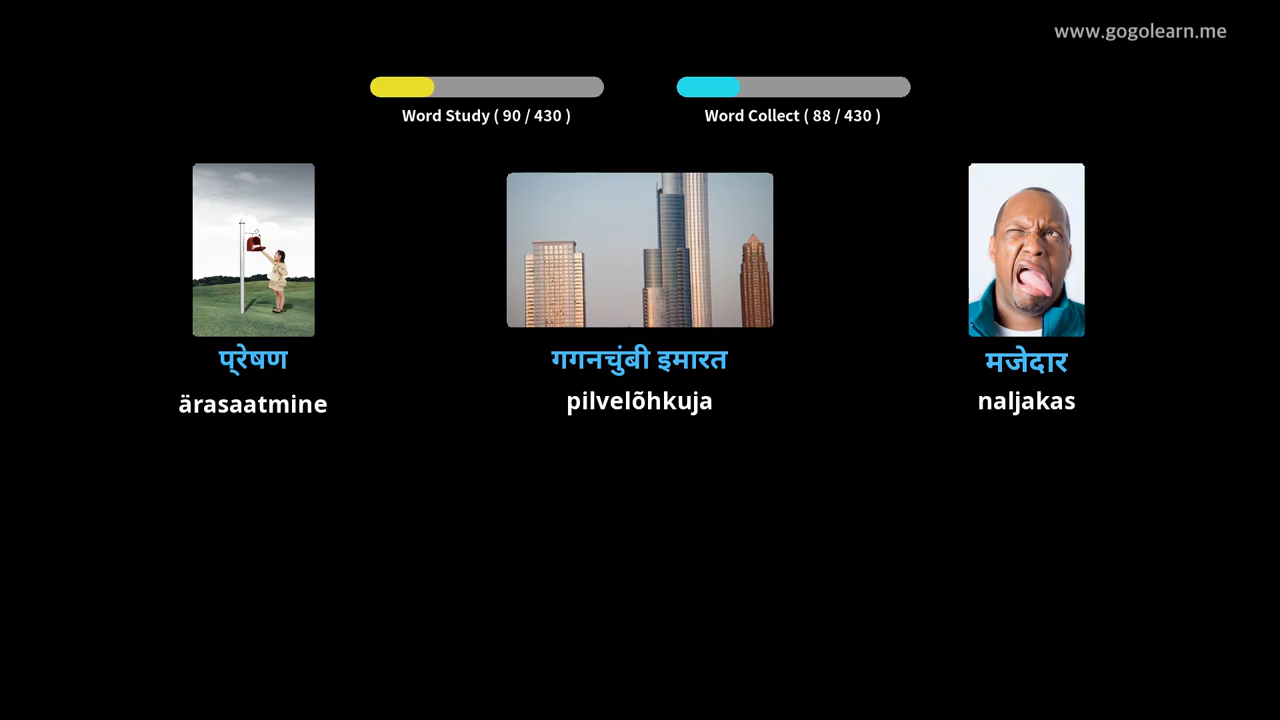 www.gogolearn.me
Word Study ( 90 / 430 )
Word Collect ( 88 / 430 )
प्रेषण
गगनचुंबी इमारत
मजेदार
ärasaatmine
pilvelõhkuja
naljakas